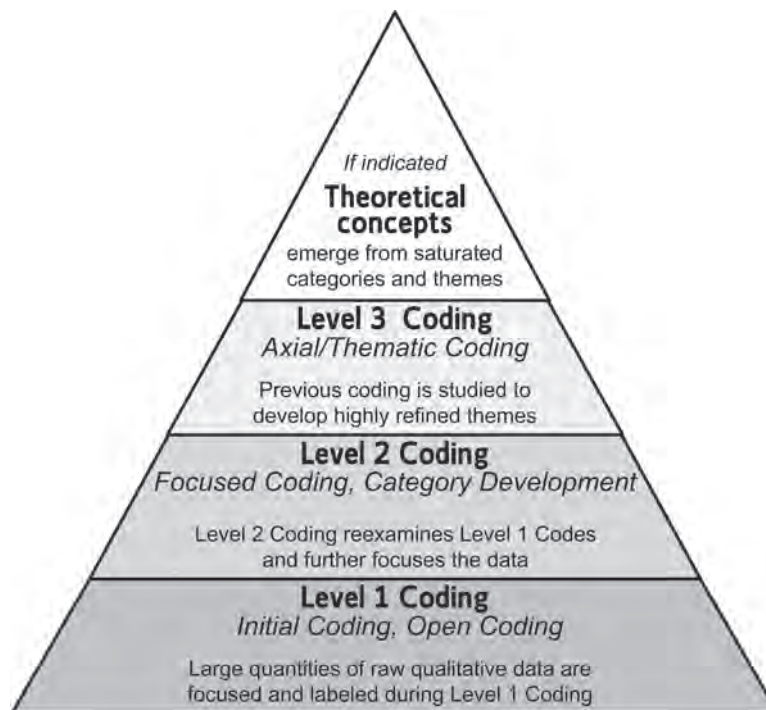 If indicated
Theoretical
concepts
emerge from saturated
categories and themes
Level 3 Coding
Axial/Thematic Coding
Previous coding is studied to
develop highly refined themes
Level 2 Coding
Focused Coding, Category Development
Level 2 Coding reexamines Level 1 Codes
and further focuses the data
Level 1 Coding
Initial Coding, Open Coding
Large quantities of raw qualitative data are
focused and labeled during Level 1 Coding